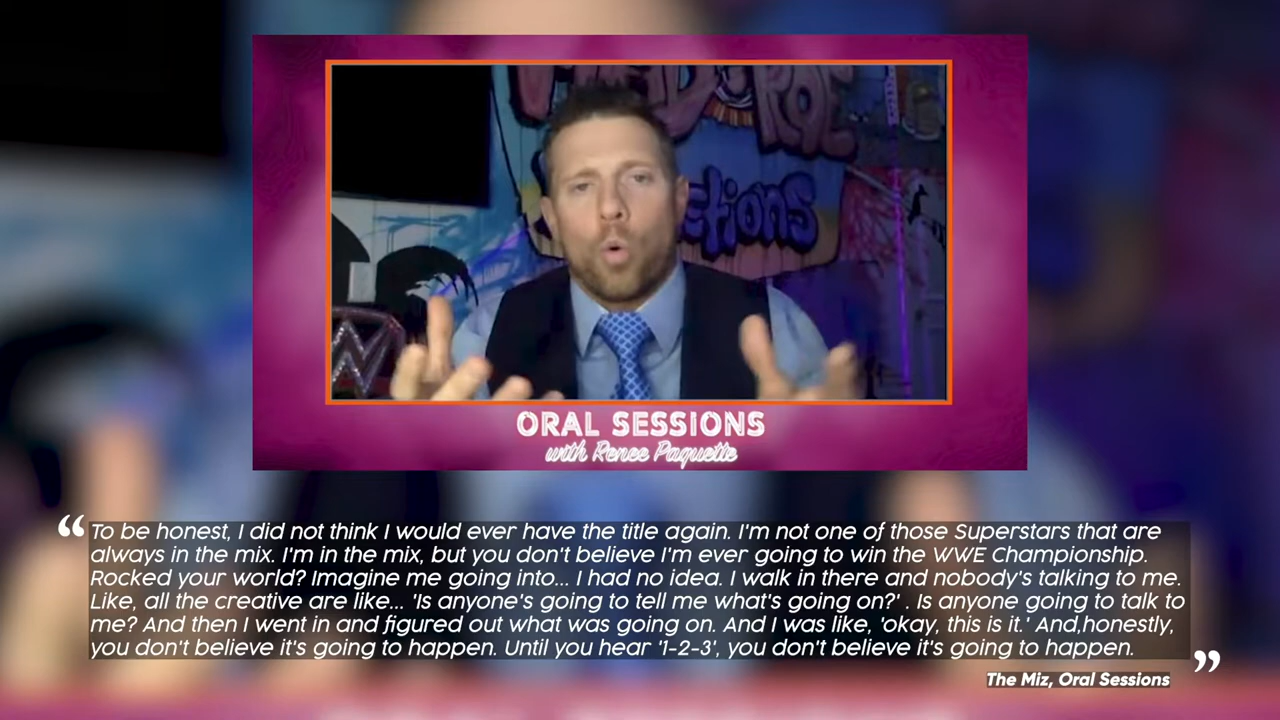 ctions
W
ORAL SESSIONS
with Renee Paquette
“ To be honest, I did not think I would ever have the title again. I'm not one of those Superstars that are
always in the mix. I'm in the mix, but you don't believe I'm ever going to win the WWE Championship.
Rocked your world? Imagine me going into... I had no idea. I walk in there and nobody's talking to me.
Like, all the creative are like... 'Is anyone's going to tell me what's going on?' . Is anyone going to talk to
me? And then I went in and figured out what was going on. And I was like, 'okay, this is it.' And,honestly,
you don't believe it's going to happen. Until you hear '1-2-3', you don't believe it's going to happen. ”
The Miz, Oral Sessions